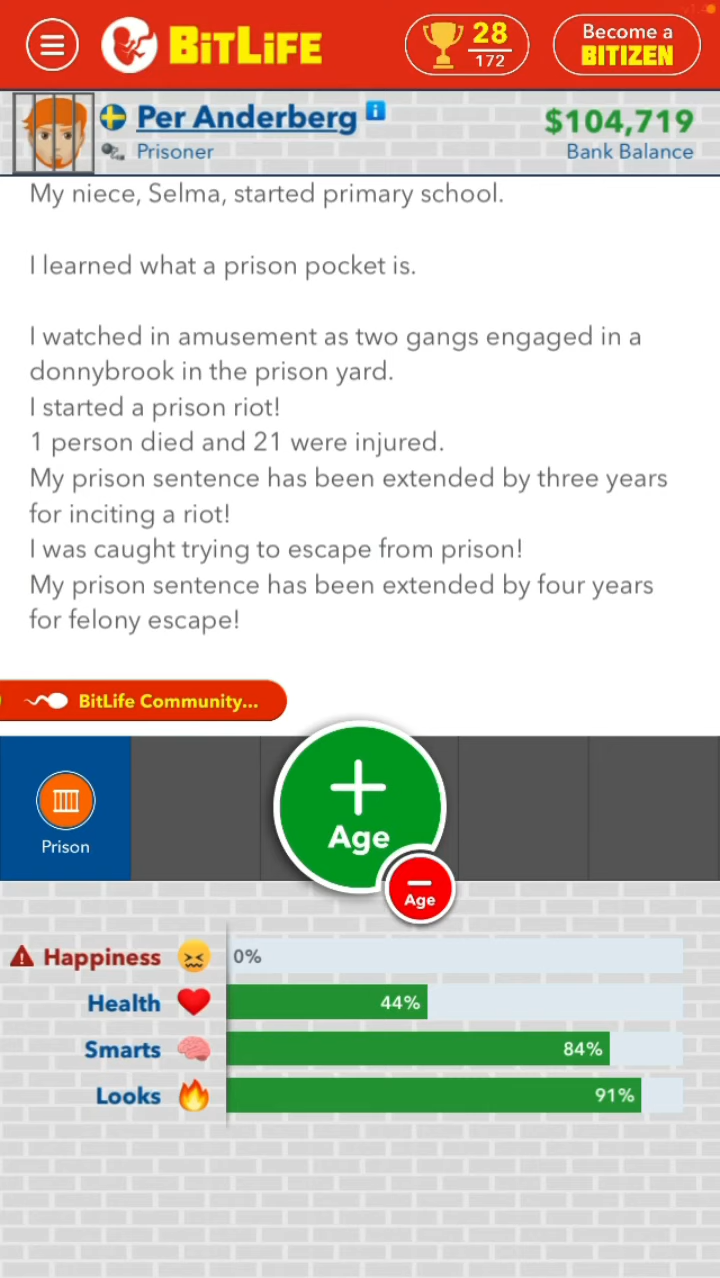 BITLIFE
28
172
Become a
BITIZEN
Per Anderberg
Prisoner
$104,719
Bank Balance
My niece, Selma, started primary school.
I learned what a prison pocket is.
I watched in amusement as two gangs engaged in a
donnybrook in the prison yard.
I started a prison riot!
1 person died and 21 were injured.
My prison sentence has been extended by three years
for inciting a riot!
I was caught trying to escape from prison!
My prison sentence has been extended by four years
for felony escape!
BitLife Community...
Prison
Age
Age
Happiness 0%
Health 44%
Smarts 84%
Looks 91%